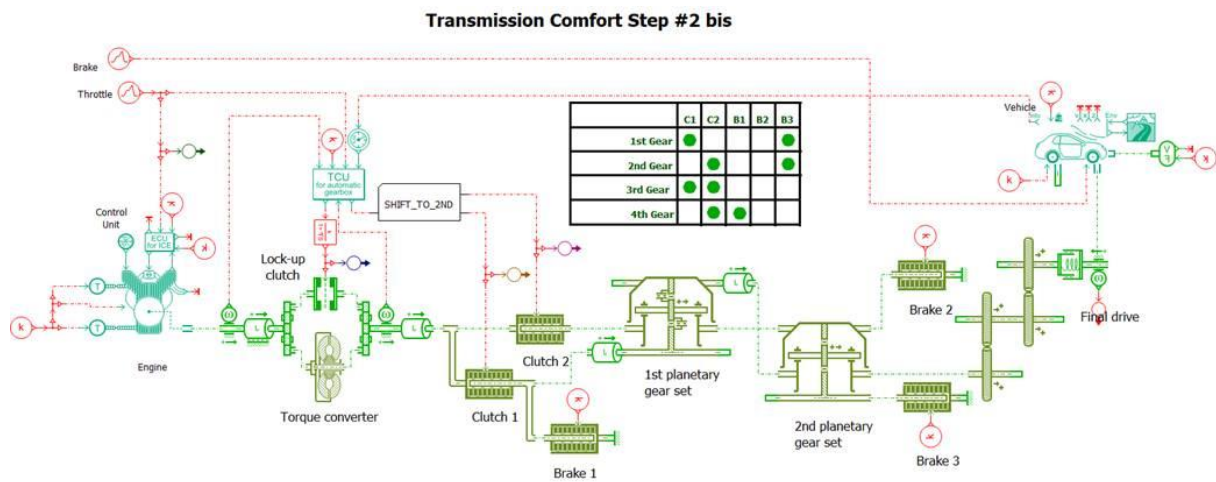 Transmission Comfort Step #2 bis
Brake
Throttle
Vehicle
C1 C2 B1 B2 B3
1st Gear
2nd Gear
3rd Gear
4th Gear
TCU
for automatic
gearbox
SHIFT_TO_2ND
Control
Unit
ECU
for ICE
Lock-up
clutch
k
k
k
k
T
T
Engine
Torque converter
Clutch 2
Clutch 1
Brake 1
1st planetary
gear set
2nd planetary
gear set
Brake 2
Brake 3
Final drive